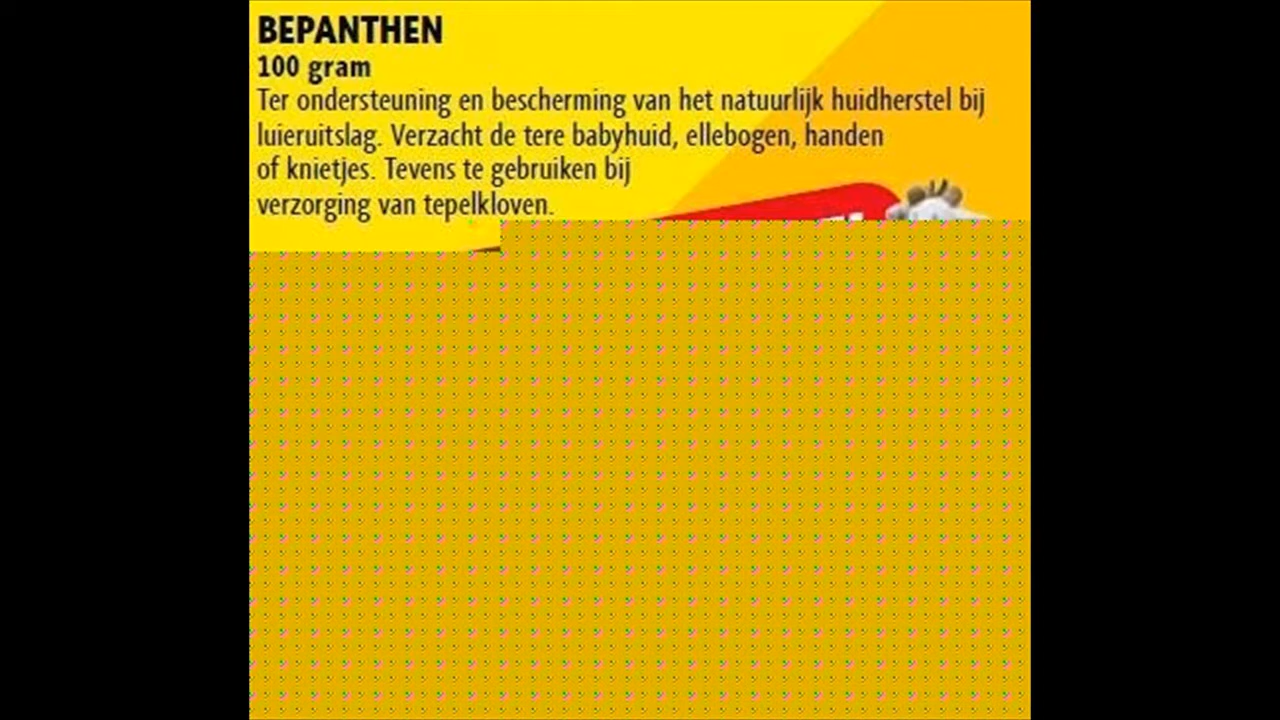 BEPANTHEN
100 gram
Ter ondersteuning en bescherming van het natuurlijk huidherstel bij
luieruitslag. Verzacht de tere babyhuid, ellebogen, handen
of knietjes. Tevens te gebruiken bij
verzorging van tepelkloven.